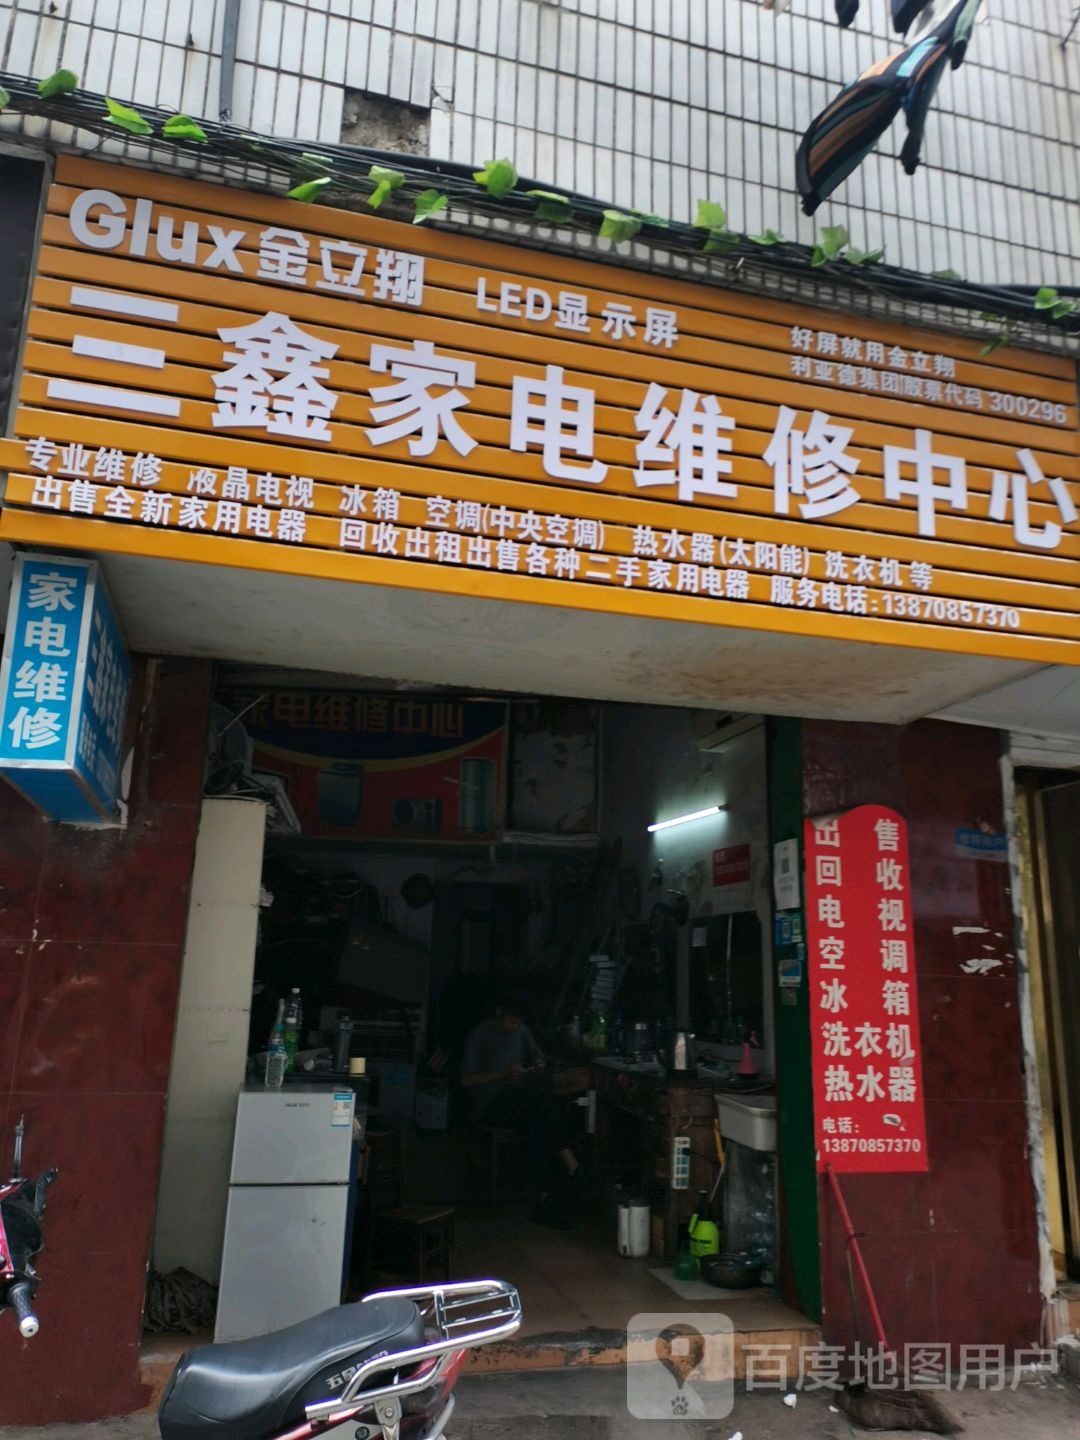 Glux金立翔 LED显示屏
好屏就用金立翔
利亚德集团股票代码 300296
三鑫家电维修中心
专业维修 液晶电视 冰箱 空调(中央空调) 热水器(太阳能) 洗衣机 等
出售全新家用电器 回收出租出售各种二手家用电器 服务电话:13870857370
家电维修
家电维修中心
出售
回收
电视
空调
冰箱
洗衣机
热水器
电话:
13870857370
百度地图用户